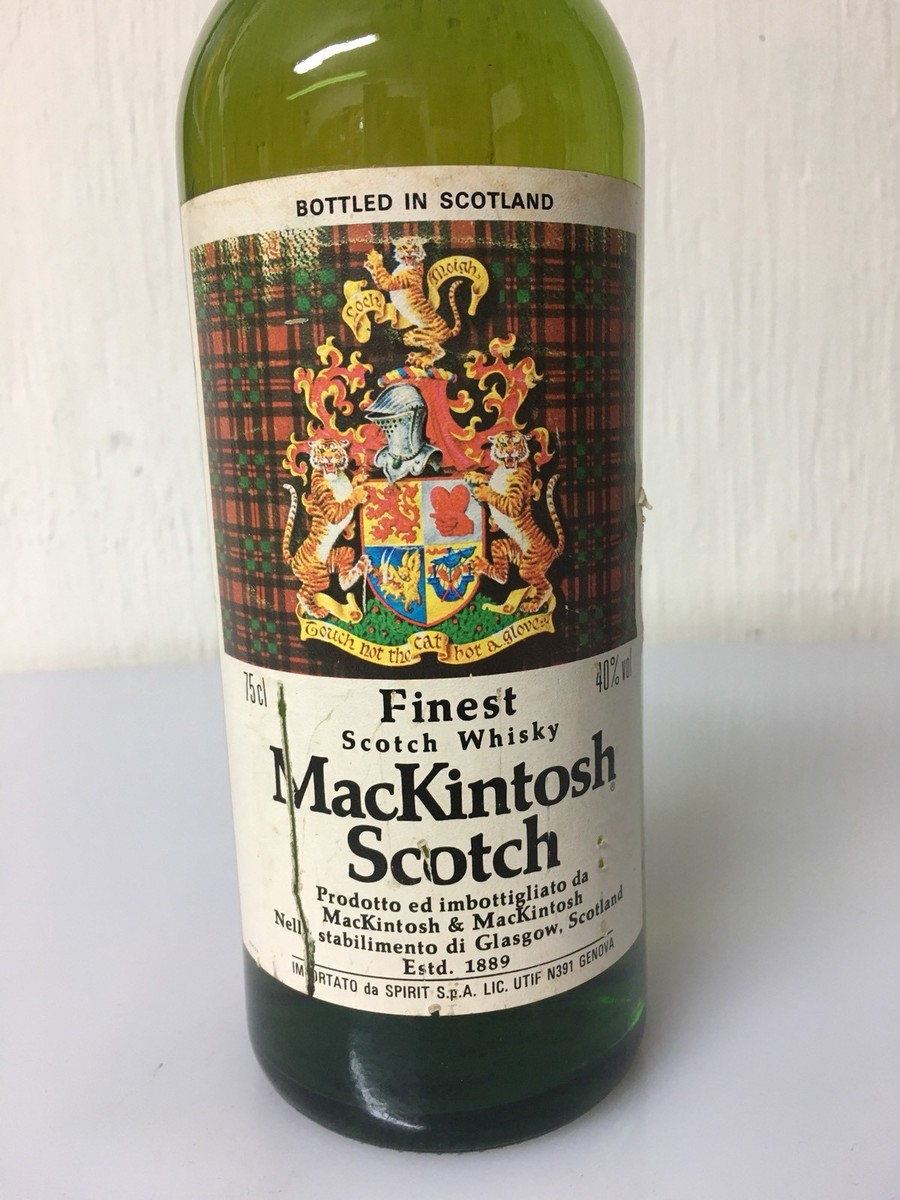 BOTTLED IN SCOTLAND
Loch Moigh
Touch not the cat bot a glove
75cl
40% vol
Finest
Scotch Whisky
MacKintosh®
Scotch
Prodotto ed imbottigliato da
MacKintosh & MacKintosh
stabilimento di Glasgow, Scotland
Estd. 1889
da SPIRIT S.p.A. LIC. UTIF N391 GENOVA